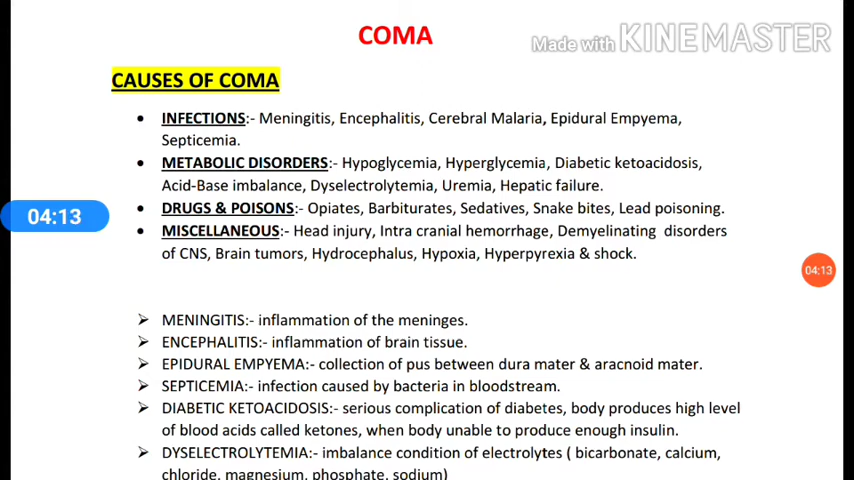 COMA
Made with KINEMASTER
CAUSES OF COMA
• INFECTIONS:- Meningitis, Encephalitis, Cerebral Malaria, Epidural Empyema,
Septicemia.
• METABOLIC DISORDERS:- Hypoglycemia, Hyperglycemia, Diabetic ketoacidosis,
Acid-Base imbalance, Dyselectrolytemia, Uremia, Hepatic failure.
• DRUGS & POISONS:- Opiates, Barbiturates, Sedatives, Snake bites, Lead poisoning.
04:13
• MISCELLANEOUS:- Head injury, Intra cranial hemorrhage, Demyelinating disorders
of CNS, Brain tumors, Hydrocephalus, Hypoxia, Hyperpyrexia & shock.
04:13
➢ MENINGITIS:- inflammation of the meninges.
➢ ENCEPHALITIS:- inflammation of brain tissue.
➢ EPIDURAL EMPYEMA:- collection of pus between dura mater & aracnoid mater.
➢ SEPTICEMIA:- infection caused by bacteria in bloodstream.
➢ DIABETIC KETOACIDOSIS:- serious complication of diabetes, body produces high level
of blood acids called ketones, when body unable to produce enough insulin.
➢ DYSELECTROLYTEMIA:- imbalance condition of electrolytes ( bicarbonate, calcium,
chloride, magnesium, phosphate, sodium)